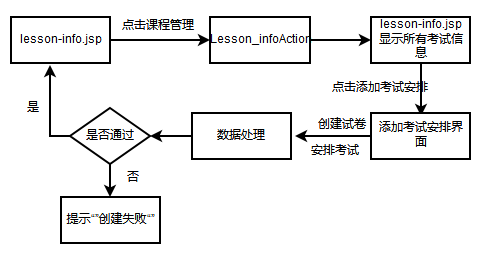 lesson-info.jsp
点击课程管理
Lesson_infoAction
lesson-info.jsp
显示所有考试信
息
点击添加考试安排
添加考试安排界
面
创建试卷
安排考试
数据处理
是否通过
是
否
提示“”创建失败“”